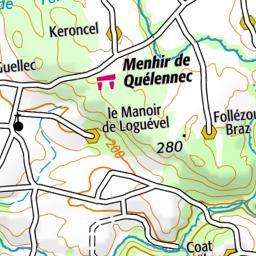 Keroncel
Guellec
Menhir de
Quélennec
le Manoir
de Loguével
Follézou
Braz
200
280
Coat